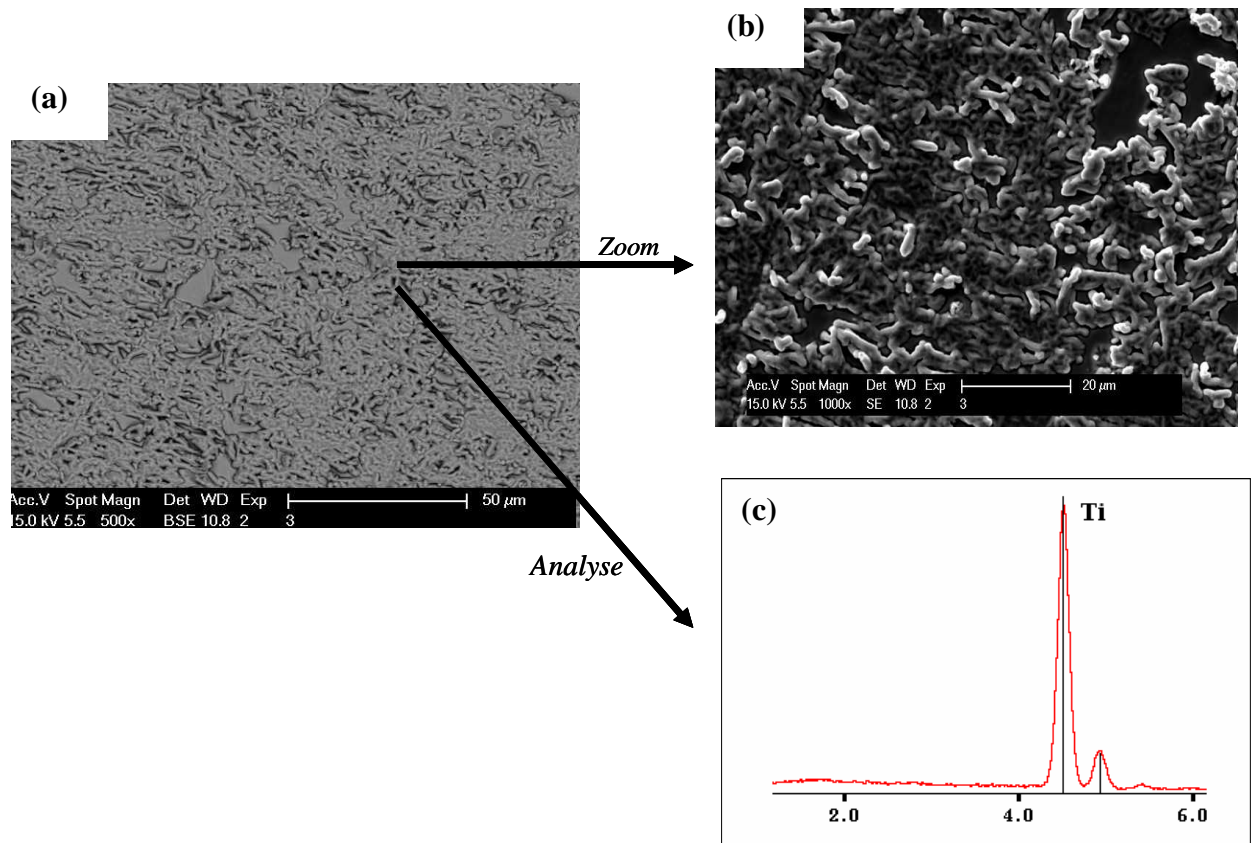 (a)
Acc.V Spot Magn Det WD Exp 50 µm
15.0 kV 5.5 500x BSE 10.8 2 3
Zoom
Analyse
(b)
Acc.V Spot Magn Det WD Exp 20 µm
15.0 kV 5.5 1000x SE 10.8 2 3
(c)
Ti
2.0 4.0 6.0